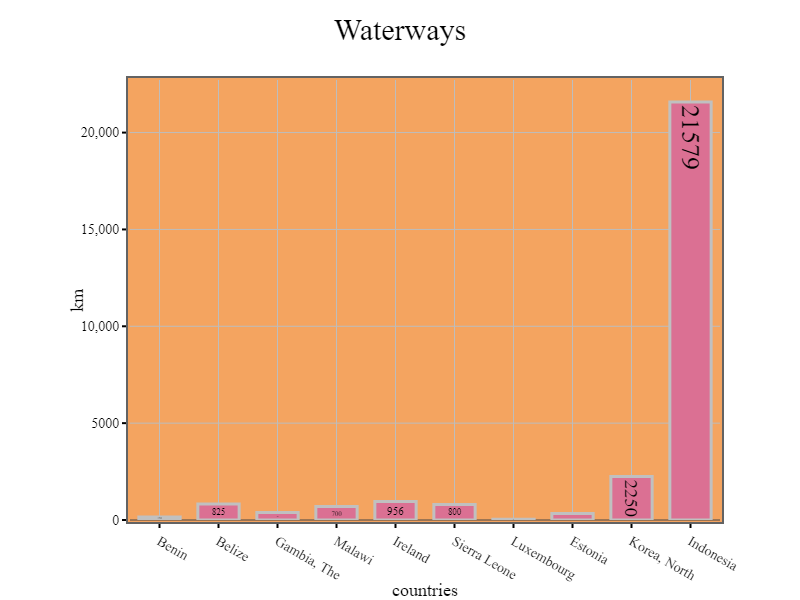 Waterways
km
20,000
15,000
10,000
5000
0
825
700
956
800
2250
21579
Benin
Belize
Gambia, The
Malawi
Ireland
Sierra Leone
Luxembourg
Estonia
Korea, North
Indonesia
countries